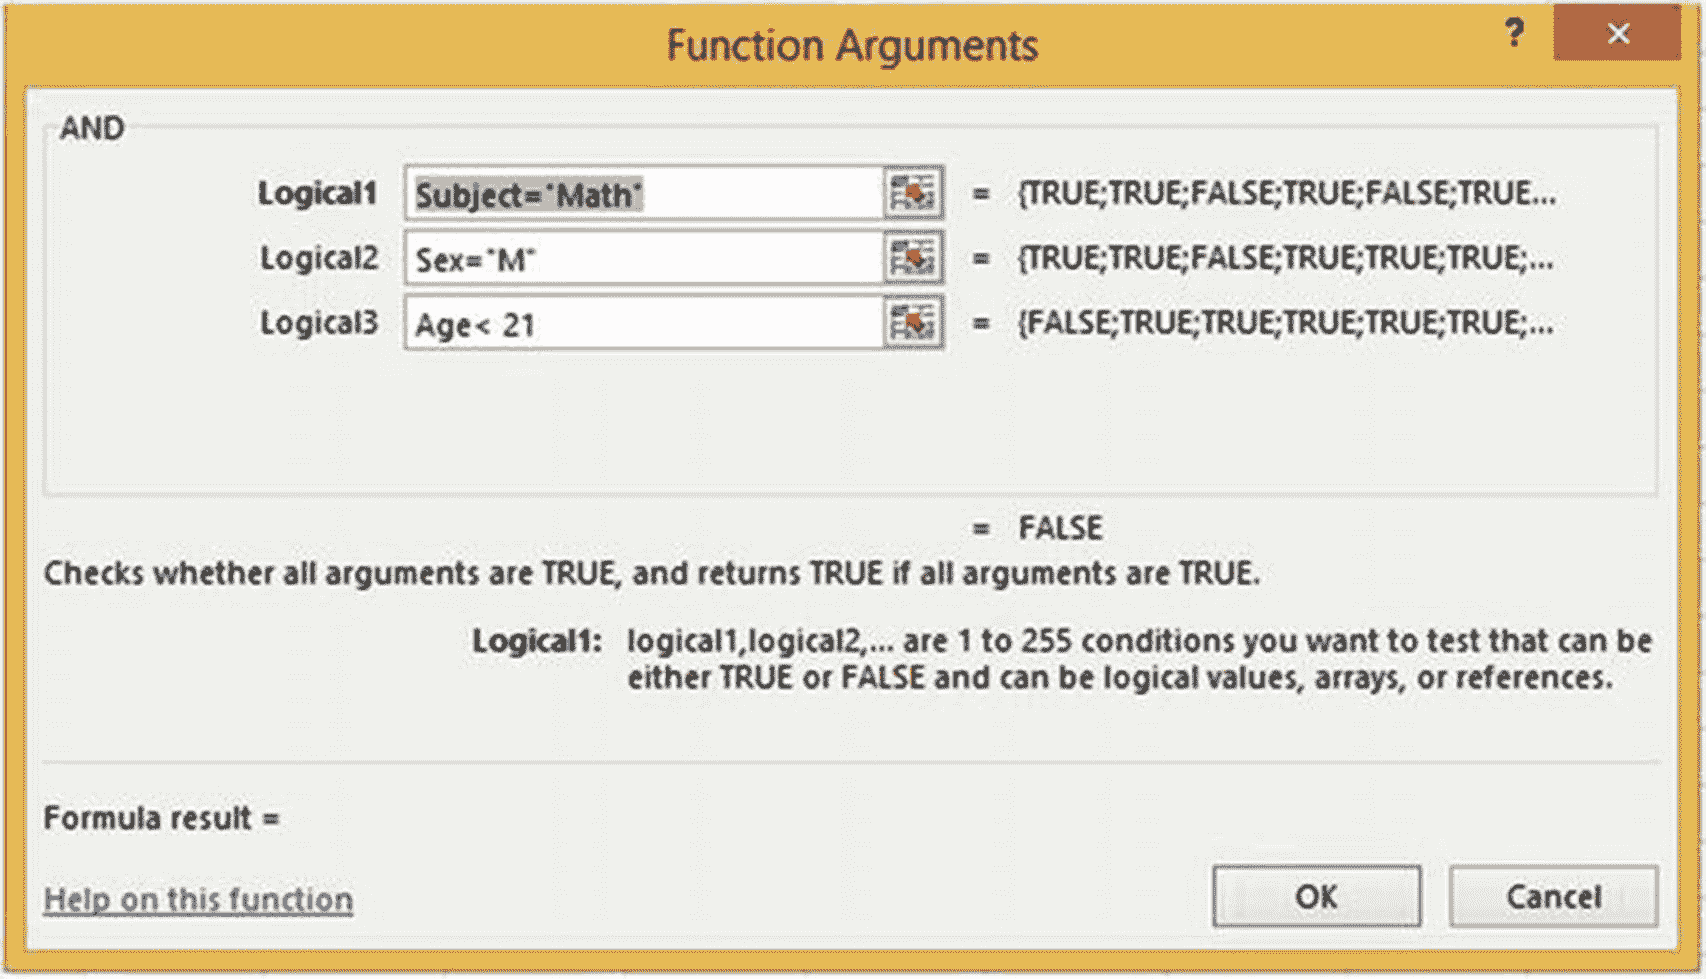 Function Arguments
?
×
AND
Logical1 Subject="Math" = {TRUE;TRUE;FALSE;TRUE;FALSE;TRUE...
Logical2 Sex="M" = {TRUE;TRUE;FALSE;TRUE;TRUE;TRUE;...
Logical3 Age< 21 = {FALSE;TRUE;TRUE;TRUE;TRUE;TRUE;...
= FALSE
Checks whether all arguments are TRUE, and returns TRUE if all arguments are TRUE.
Logical1: logical1,logical2,... are 1 to 255 conditions you want to test that can be
either TRUE or FALSE and can be logical values, arrays, or references.
Formula result =
Help on this function
OK Cancel